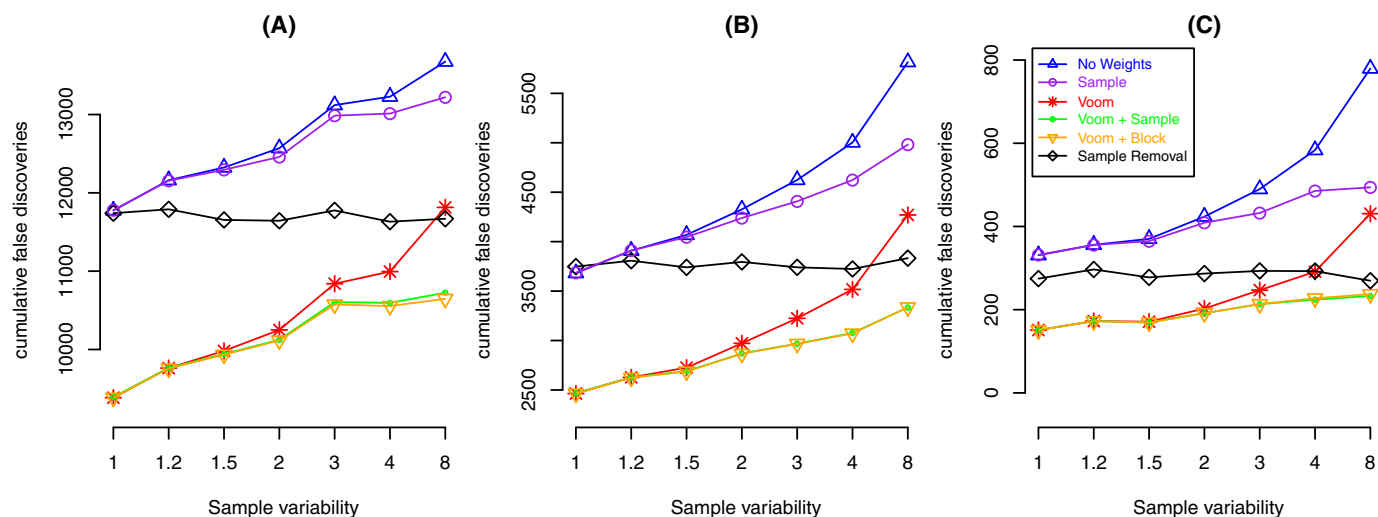 (A)
cumulative false discoveries
13000
12000
11000
10000
1 1.2 1.5 2 3 4 8
Sample variability
(B)
cumulative false discoveries
5500
4500
3500
2500
1 1.2 1.5 2 3 4 8
Sample variability
(C)
cumulative false discoveries
800
600
400
200
0
No Weights
Sample
Voom
Voom + Sample
Voom + Block
Sample Removal
1 1.2 1.5 2 3 4 8
Sample variability